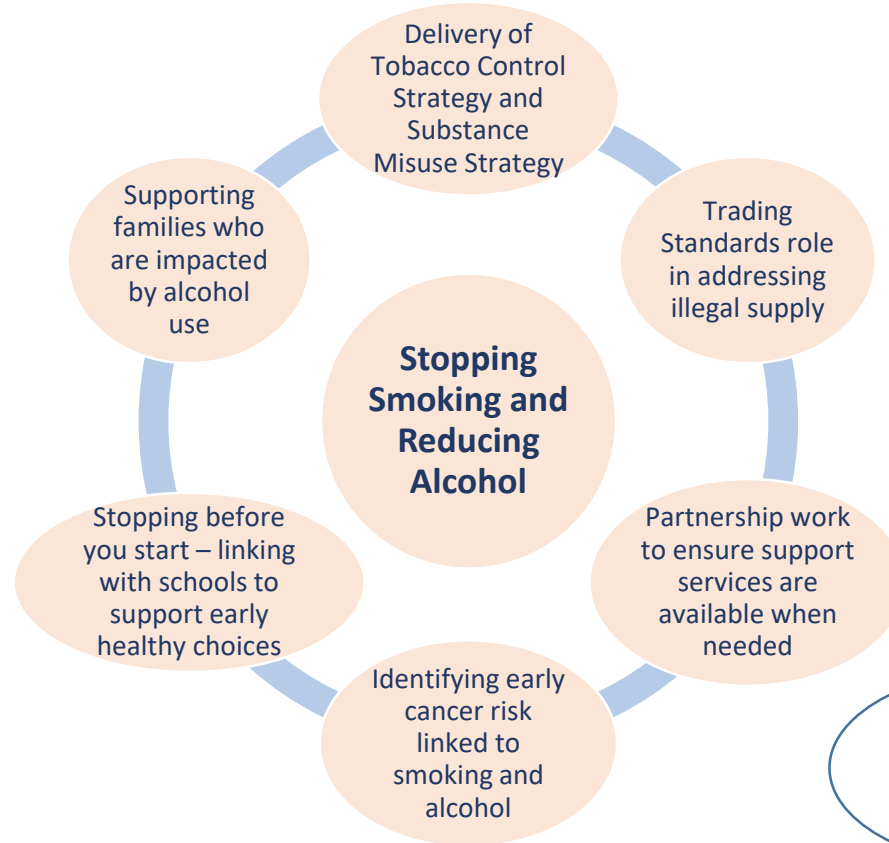 Delivery of
Tobacco Control
Strategy and
Substance
Misuse Strategy
Trading
Standards role
in addressing
illegal supply
Partnership work
to ensure support
services are
available when
needed
Identifying early
cancer risk
linked to
smoking and
alcohol
Stopping before
you start – linking
with schools to
support early
healthy choices
Supporting
families who
are impacted
by alcohol
use
Stopping
Smoking and
Reducing
Alcohol